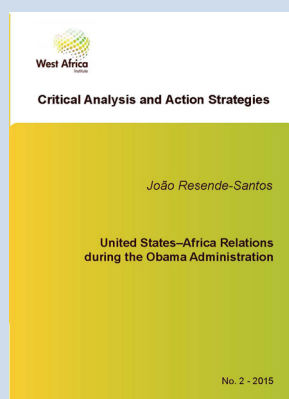 West Africa
Institute
Critical Analysis and Action Strategies
João Resende-Santos
United States–Africa Relations
during the Obama Administration
No. 2 - 2015